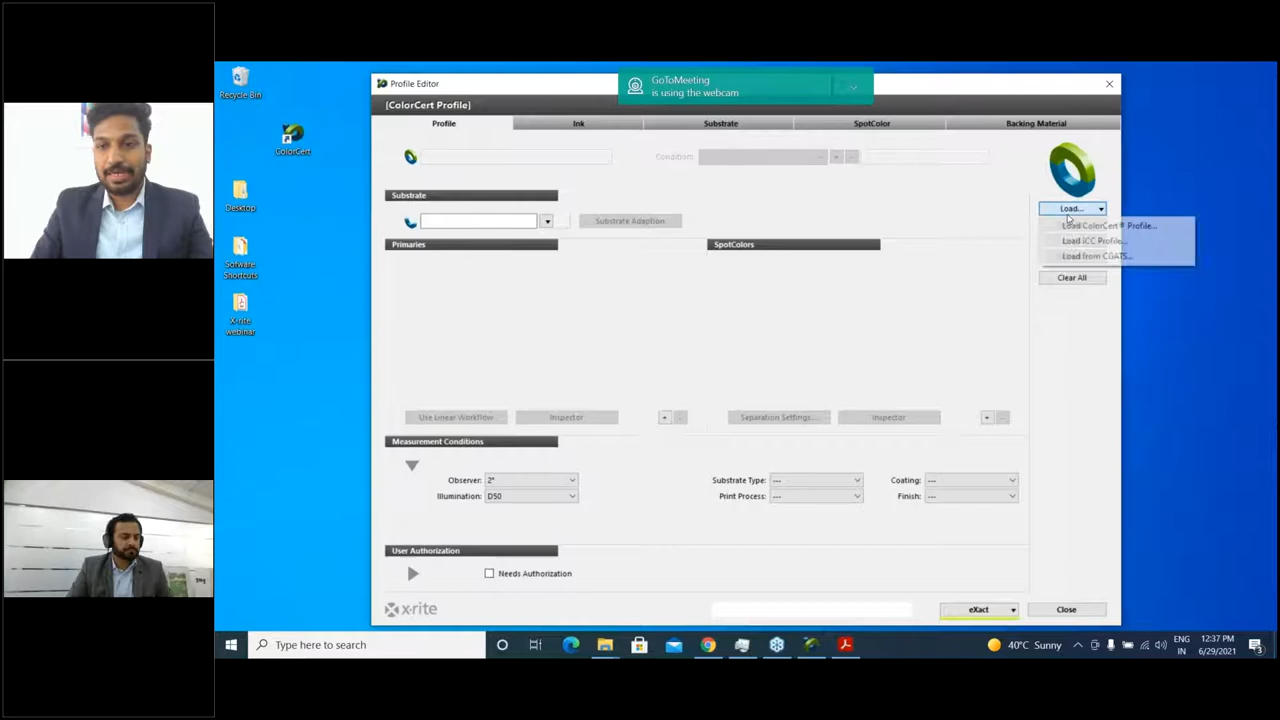 Recycle Bin
ColorCert
Desktop
Software
Shortcuts
X-rite
webinar
Profile Editor
GoToMeeting
is using the webcam
[ColorCert Profile]
Profile
Ink
Substrate
SpotColor
Backing Material
Condition:
Load...
Load ColorCert® Profile...
Load ICC Profile...
Load from CGATS...
Clear All
Substrate
Substrate Adaption
Primaries
SpotColors
Use Linear Workflow
Inspector
+
-
Separation Settings...
Inspector
+
-
Measurement Conditions
Observer: 2°
Illumination: D50
Substrate Type: ---
Print Process: ---
Coating: ---
Finish: ---
User Authorization
Needs Authorization
x-rite
eXact
Close
Type here to search
40°C Sunny
ENG
IN
12:37 PM
6/29/2021
3